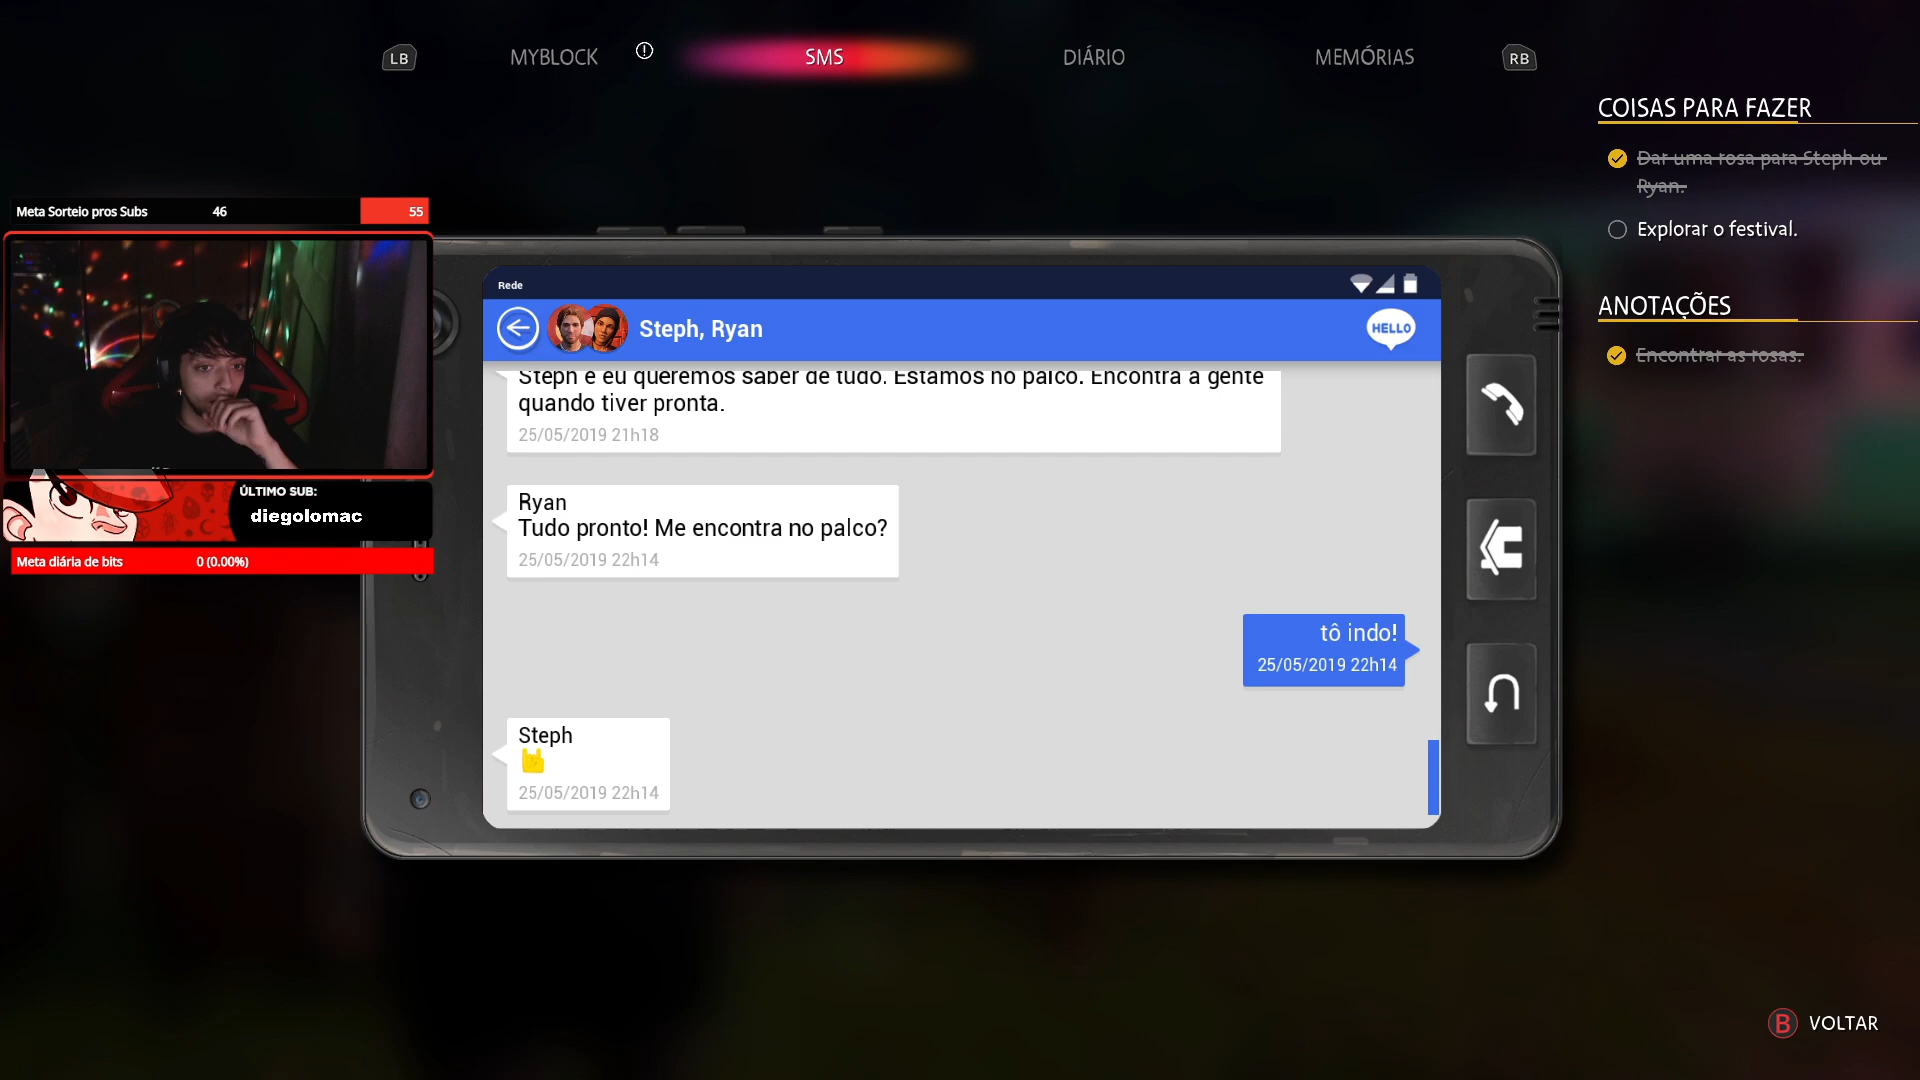 LB
MYBLOCK
SMS
DIÁRIO
MEMÓRIAS
RB
COISAS PARA FAZER
Dar uma rosa para Steph ou
Ryan.
Explorar o festival.
ANOTAÇÕES
Encontrar as rosas.
Meta Sorteio pros Subs 46 55
ÚLTIMO SUB:
diegolomac
Meta diária de bits 0 (0.00%)
Rede
Steph, Ryan
HELLO
Steph e eu queremos saber de tudo. Estamos no palco. Encontra a gente
quando tiver pronta.
25/05/2019 21h18
Ryan
Tudo pronto! Me encontra no palco?
25/05/2019 22h14
tô indo!
25/05/2019 22h14
Steph
25/05/2019 22h14
B VOLTAR